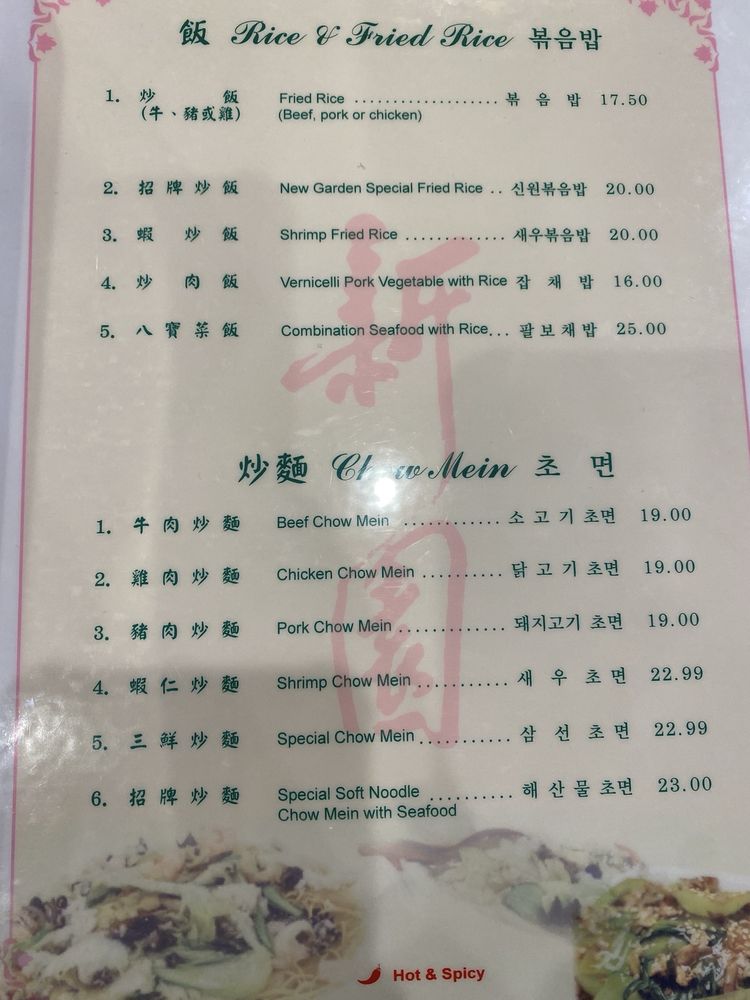 飯 Rice & Fried Rice 볶음밥
1. 炒 飯 Fried Rice ................... 볶 음 밥 17.50
(牛、豬或雞) (Beef, pork or chicken)
2. 招牌炒飯 New Garden Special Fried Rice .. 신원볶음밥 20.00
3. 蝦 炒 飯 Shrimp Fried Rice ............. 새우볶음밥 20.00
4. 炒 肉 飯 Vernicelli Pork Vegetable with Rice 잡 채 밥 16.00
5. 八寶菜飯 Combination Seafood with Rice... 팔보채밥 25.00
新園
炒麵 Chow Mein 초 면
1. 牛肉炒麵 Beef Chow Mein ............ 소고기초면 19.00
2. 雞肉炒麵 Chicken Chow Mein .......... 닭고기초면 19.00
3. 豬肉炒麵 Pork Chow Mein ............. 돼지고기 초면 19.00
4. 蝦仁炒麵 Shrimp Chow Mein ........... 새 우 초 면 22.99
5. 三鮮炒麵 Special Chow Mein ........... 삼 선 초 면 22.99
6. 招牌炒麵 Special Soft Noodle .......... 해산물초면 23.00
Chow Mein with Seafood
Hot & Spicy